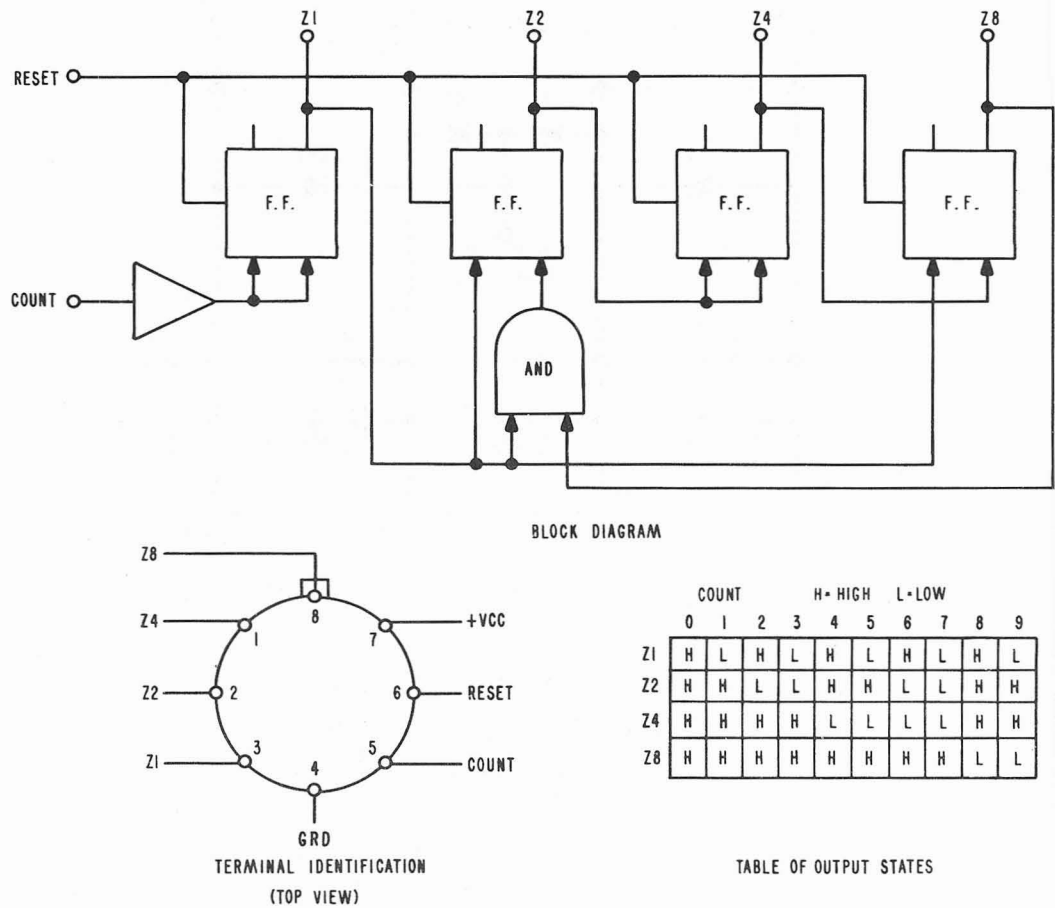 Z1 Z2 Z4 Z8
RESET
F.F. F.F. F.F. F.F.
COUNT
AND
BLOCK DIAGRAM
Z8
Z4
Z2
Z1
8
1
7
2
6
3
5
4
+VCC
RESET
COUNT
GRD
TERMINAL IDENTIFICATION
(TOP VIEW)
COUNT H=HIGH L=LOW
0 1 2 3 4 5 6 7 8 9
Z1 H L H L H L H L H L
Z2 H H L L H H L L H H
Z4 H H H H L L L L H H
Z8 H H H H H H H H L L
TABLE OF OUTPUT STATES